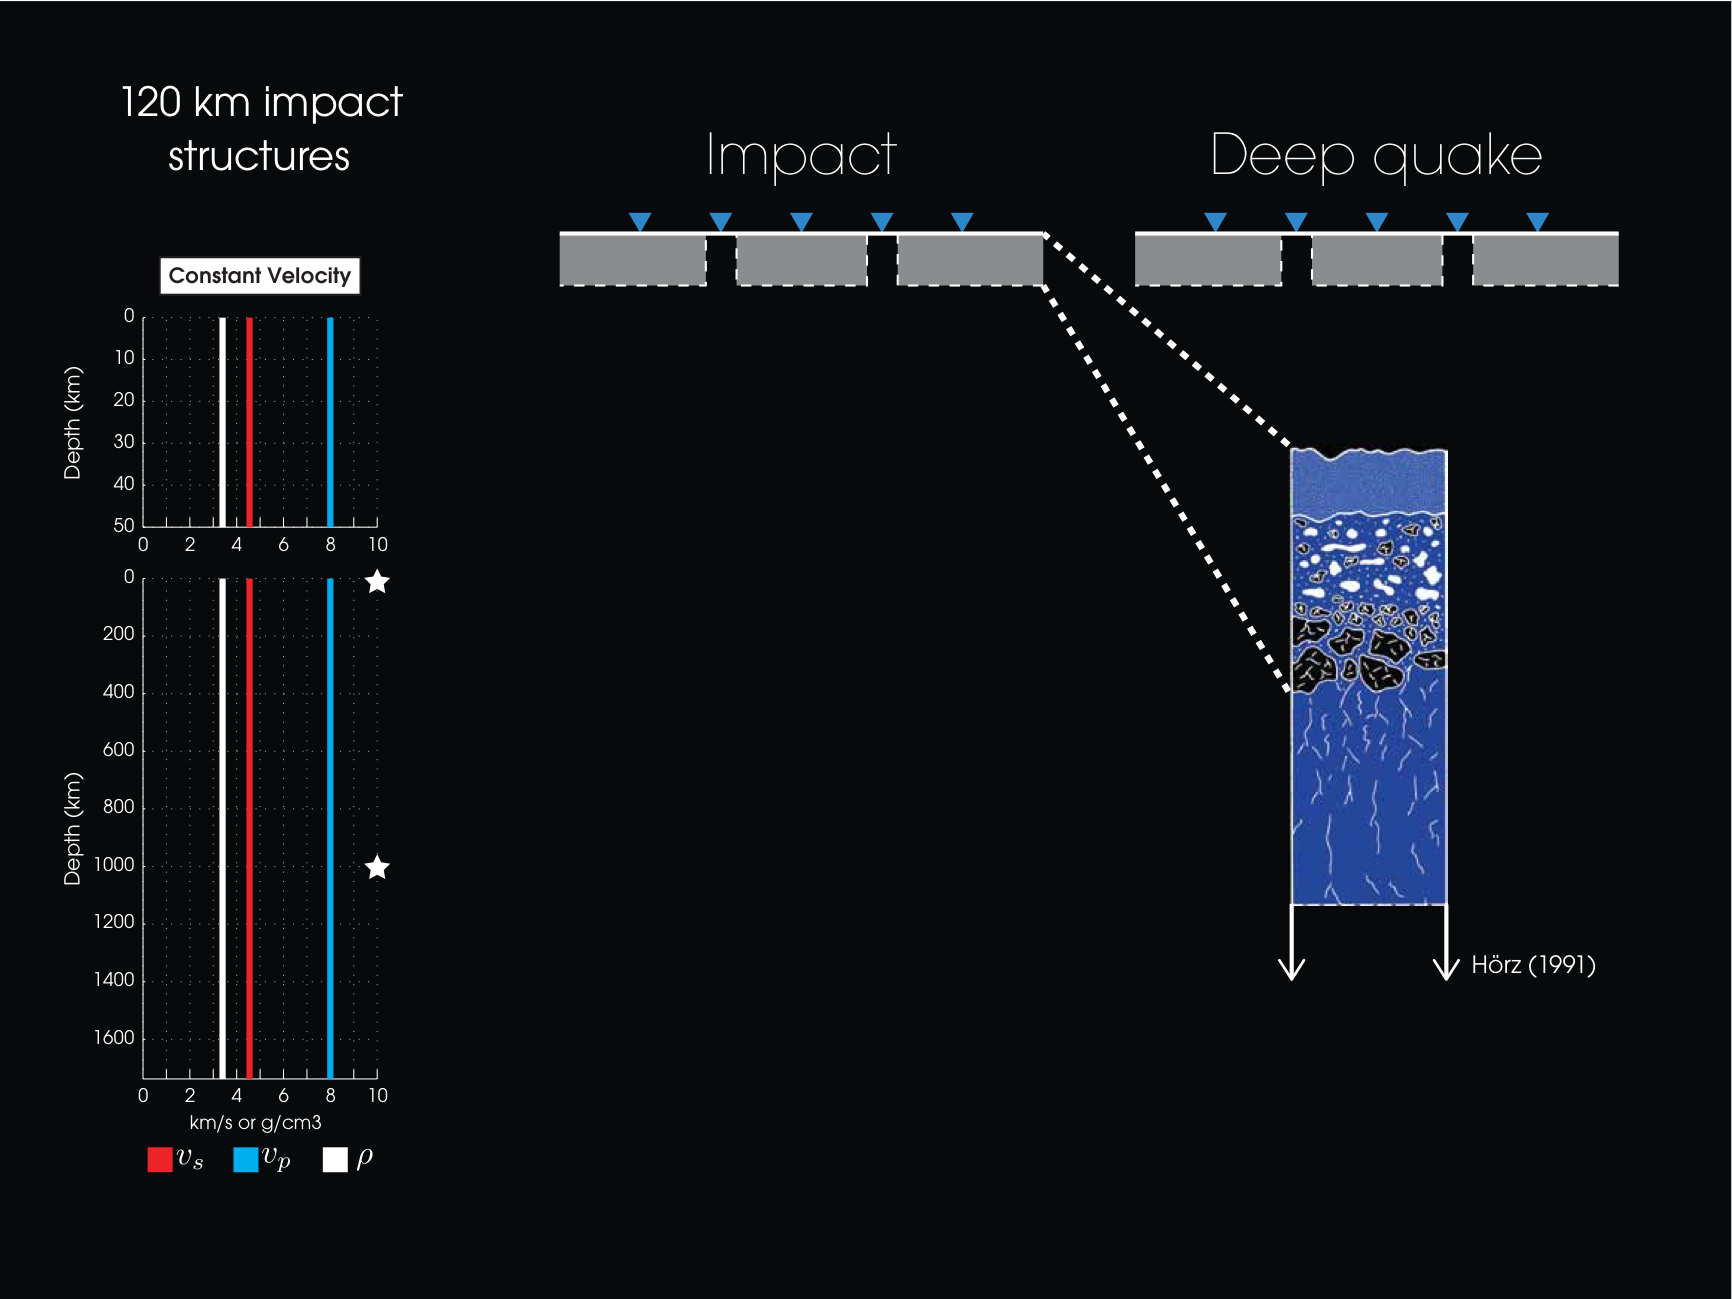 120 km impact
structures
Impact
Deep quake
Constant Velocity
0
10
20
30
40
50
Depth (km)
0 2 4 6 8 10
0
200
400
600
800
1000
1200
1400
1600
Depth (km)
0 2 4 6 8 10
km/s or g/cm3
v_s v_p ρ
Hörz (1991)